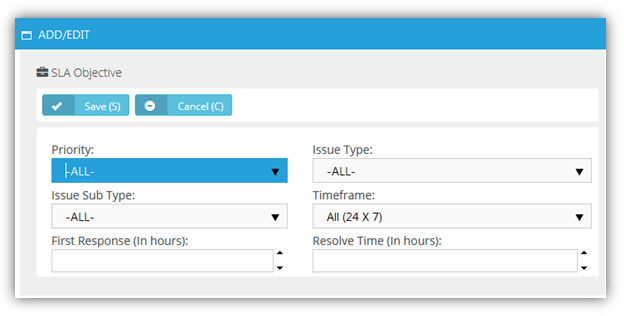 ADD/EDIT
SLA Objective
Save (S) Cancel (C)
Priority: Issue Type:
-ALL- -ALL-
Issue Sub Type: Timeframe:
-ALL- All (24 X 7)
First Response (In hours): Resolve Time (In hours):